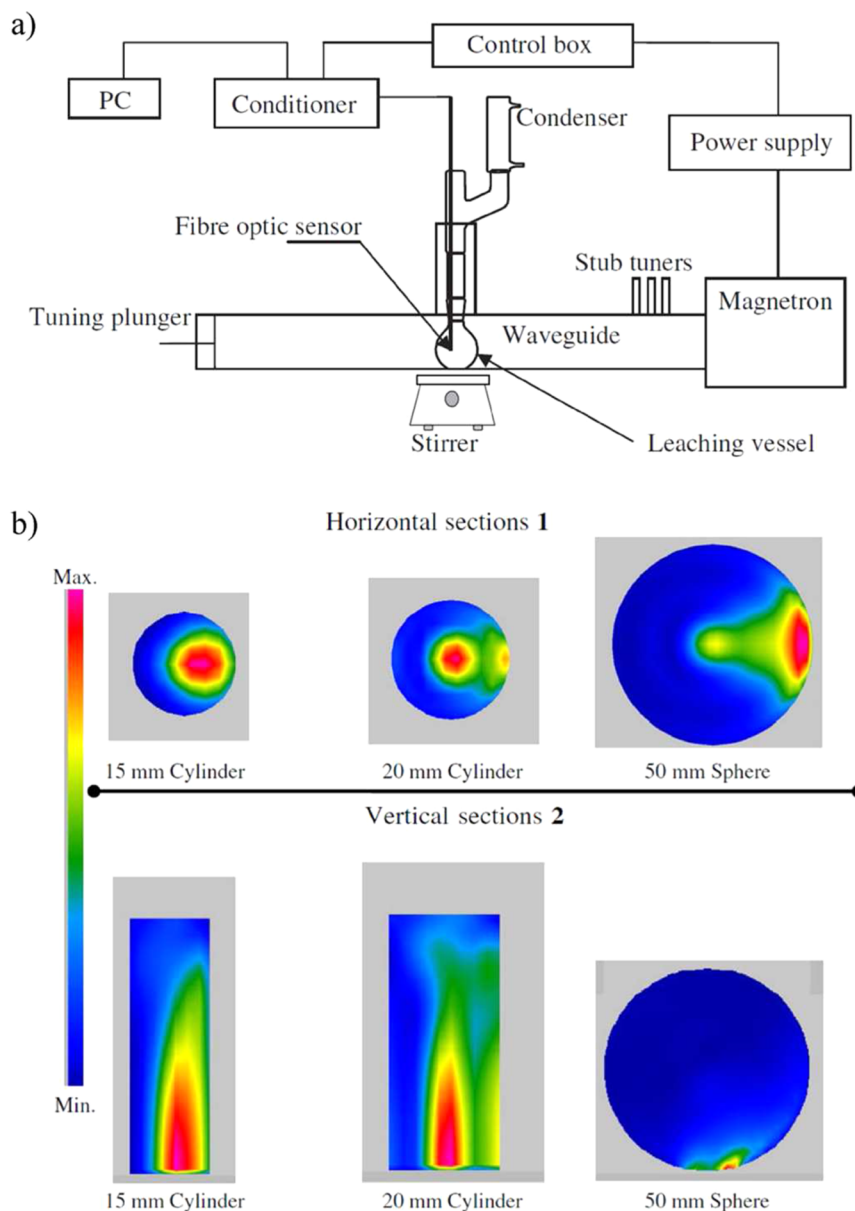 a)
Control box
PC
Conditioner
Condenser
Power supply
Fibre optic sensor
Stub tuners
Magnetron
Tuning plunger
Waveguide
Stirrer
Leaching vessel
b)
Horizontal sections 1
Max.
15 mm Cylinder
20 mm Cylinder
50 mm Sphere
Vertical sections 2
Min.
15 mm Cylinder
20 mm Cylinder
50 mm Sphere